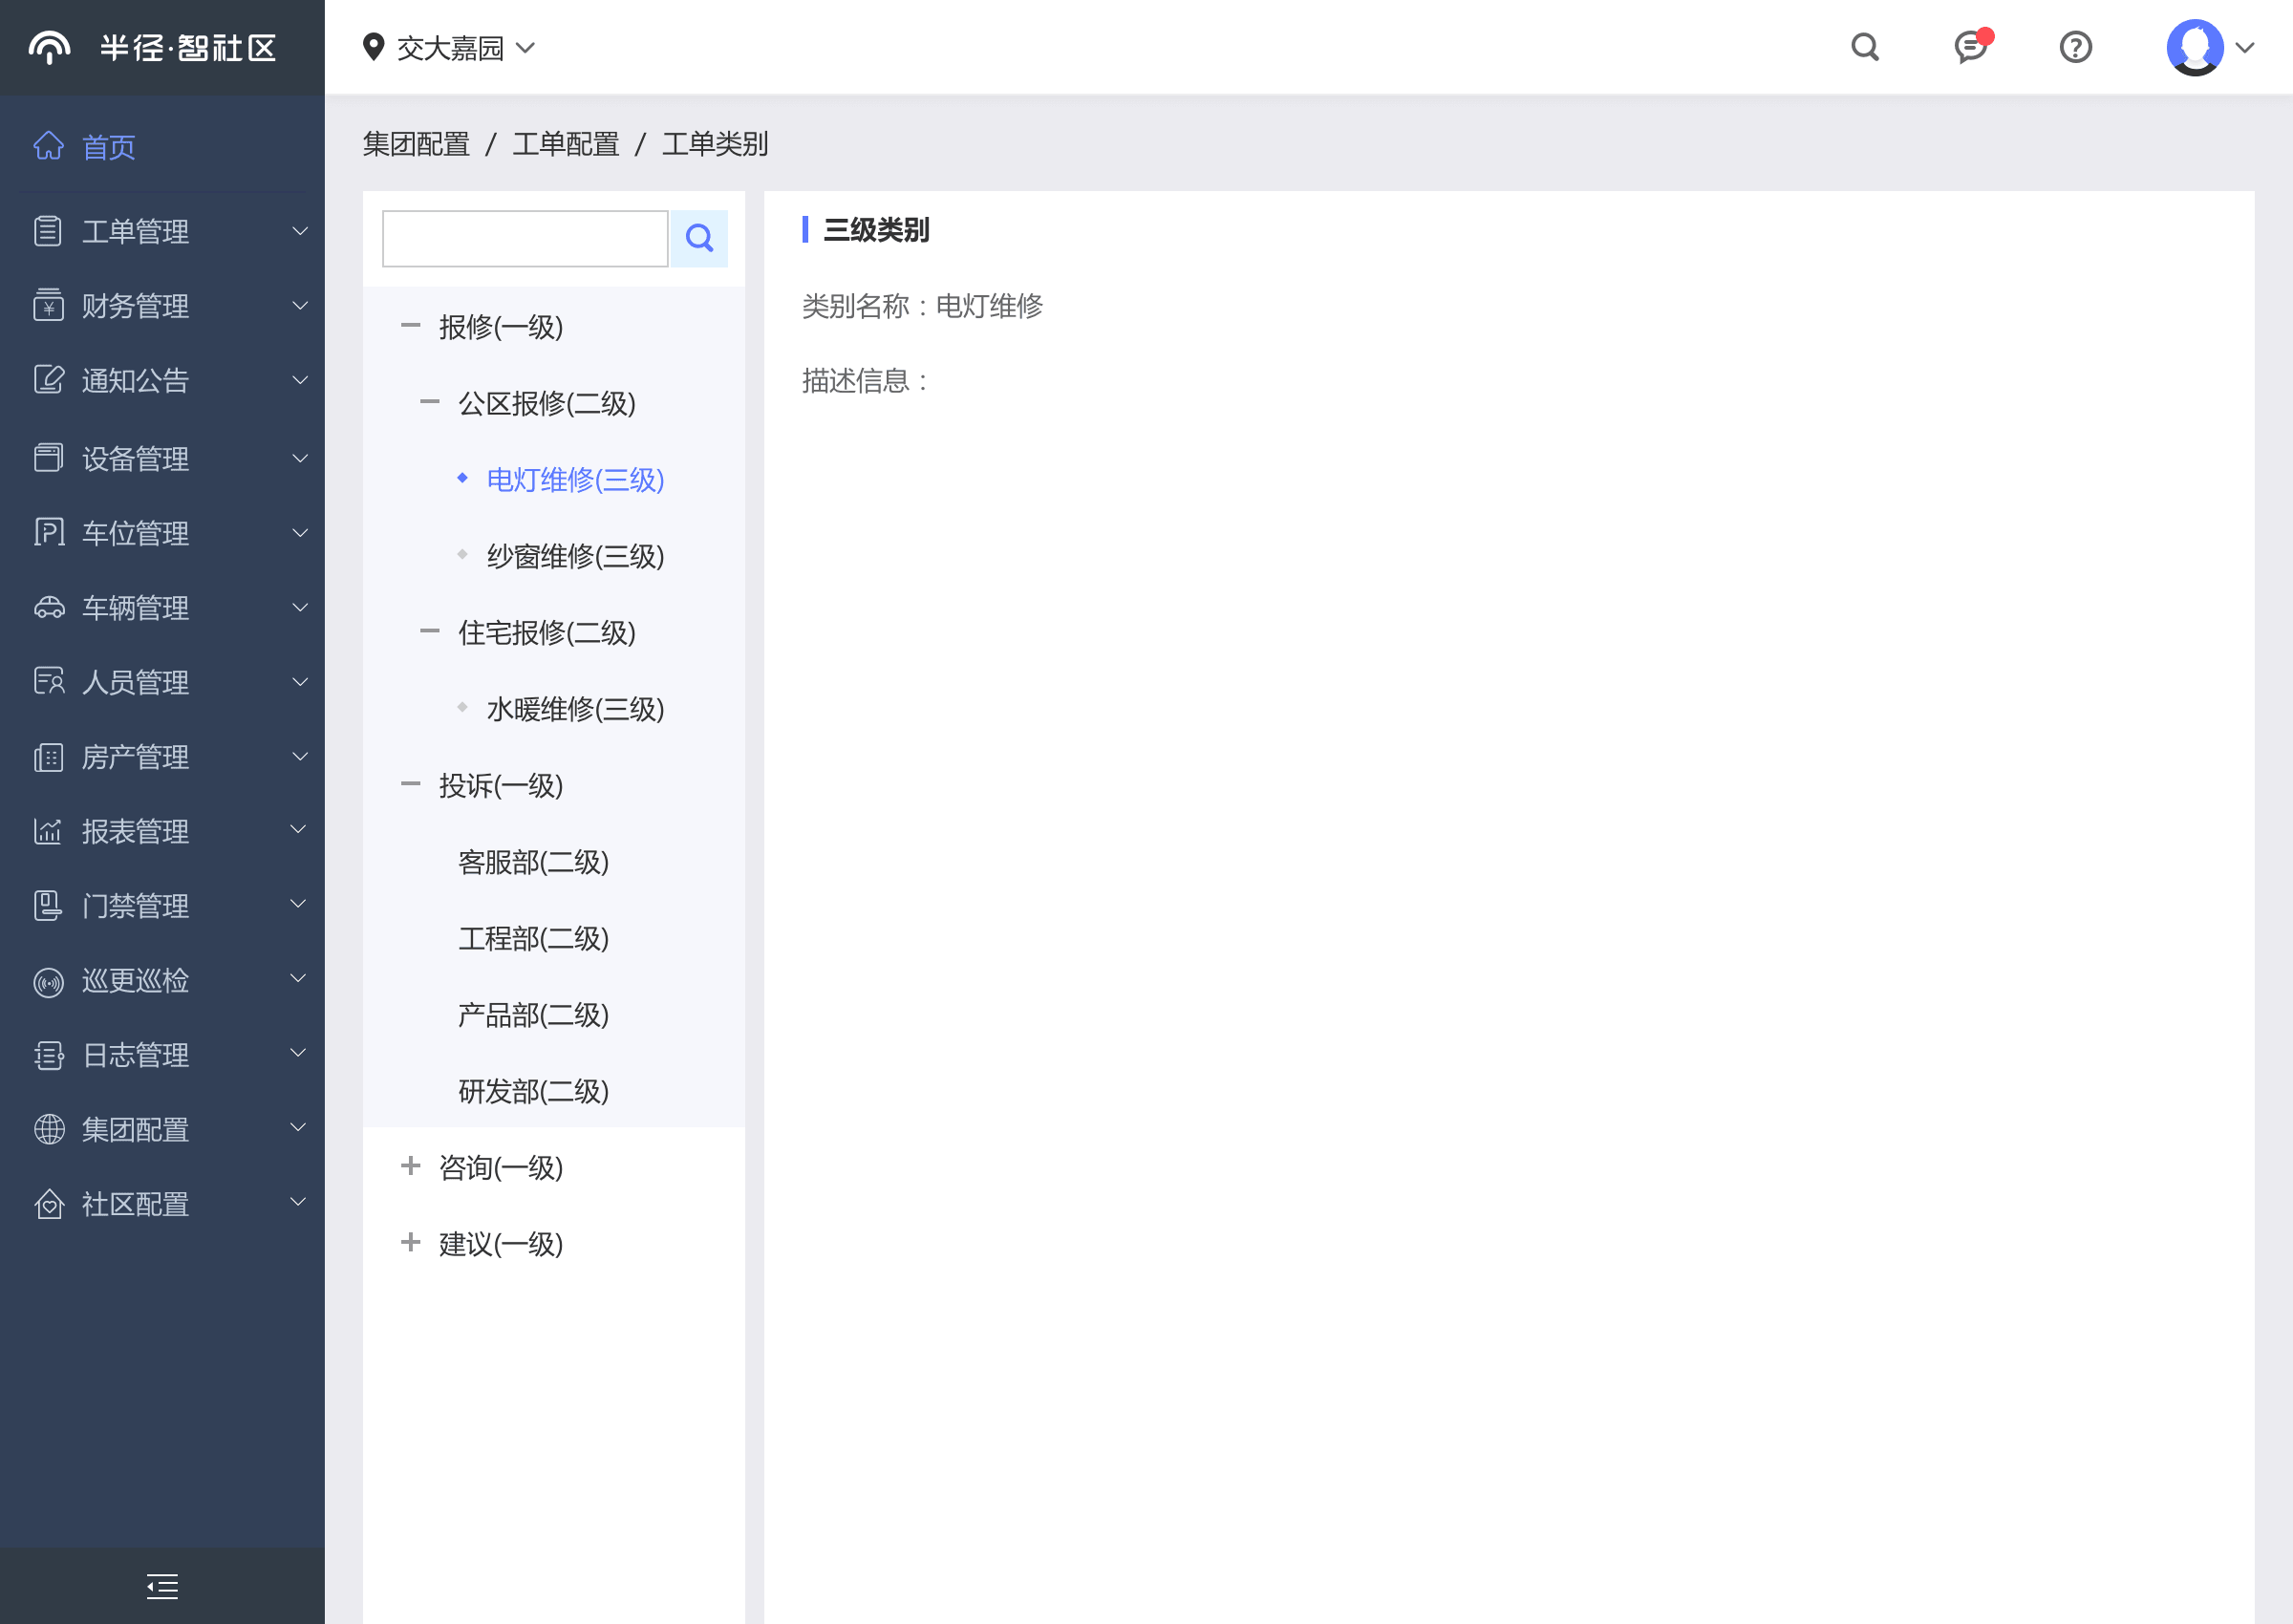 半径·智社区
交大嘉园
首页
工单管理
财务管理
通知公告
设备管理
车位管理
车辆管理
人员管理
房产管理
报表管理
门禁管理
巡更巡检
日志管理
集团配置
社区配置
集团配置 / 工单配置 / 工单类别
报修(一级)
公区报修(二级)
电灯维修(三级)
纱窗维修(三级)
住宅报修(二级)
水暖维修(三级)
投诉(一级)
客服部(二级)
工程部(二级)
产品部(二级)
研发部(二级)
咨询(一级)
建议(一级)
三级类别
类别名称：电灯维修
描述信息：